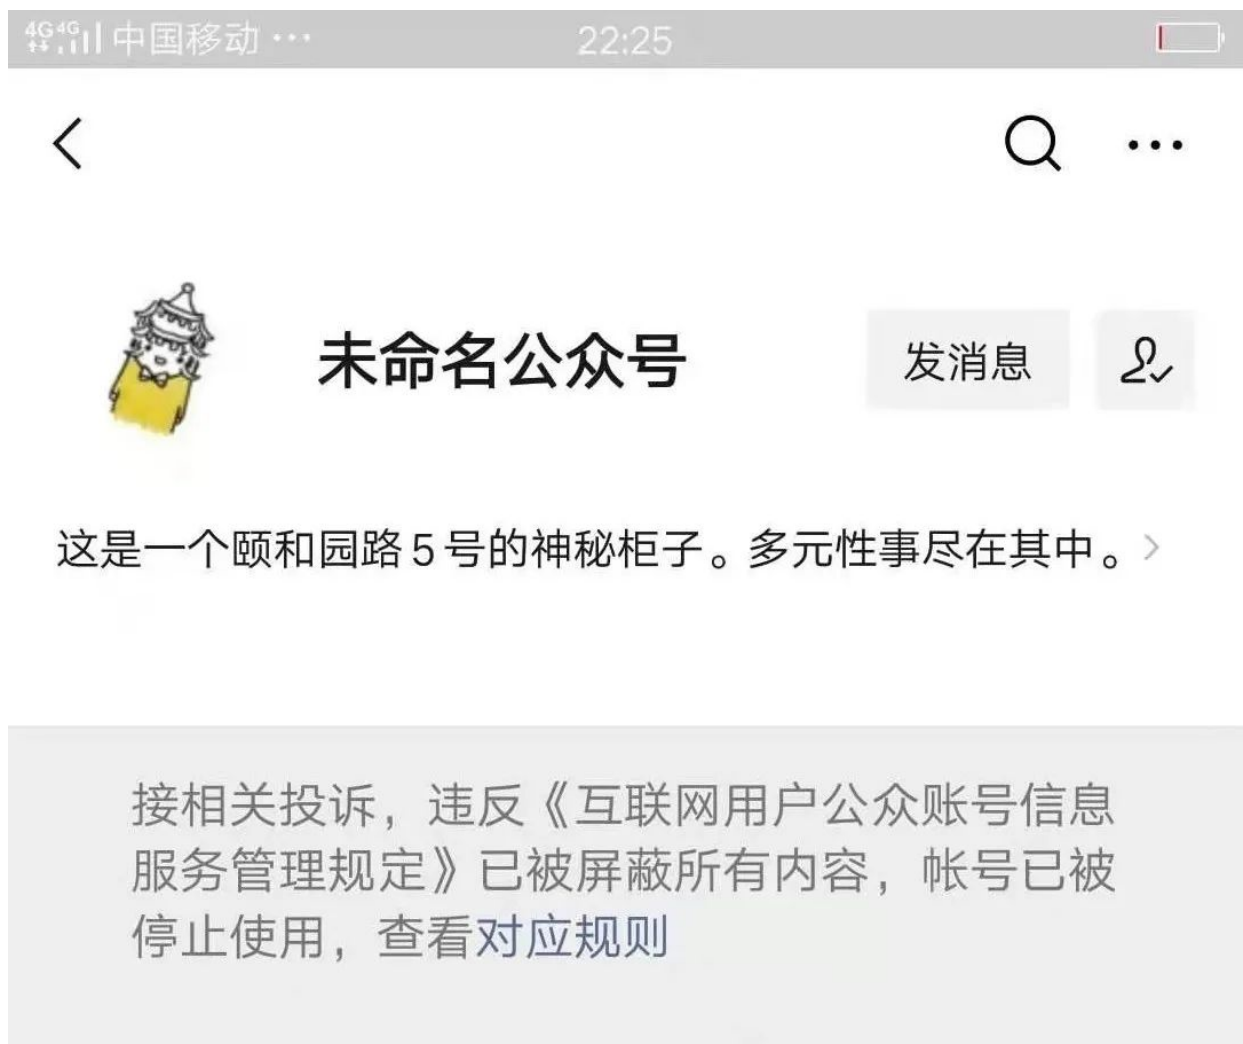 4G 4G 中国移动 ··· 22:25
未命名公众号 发消息
这是一个颐和园路5号的神秘柜子。多元性事尽在其中。
接相关投诉，违反《互联网用户公众账号信息
服务管理规定》已被屏蔽所有内容，帐号已被
停止使用，查看对应规则